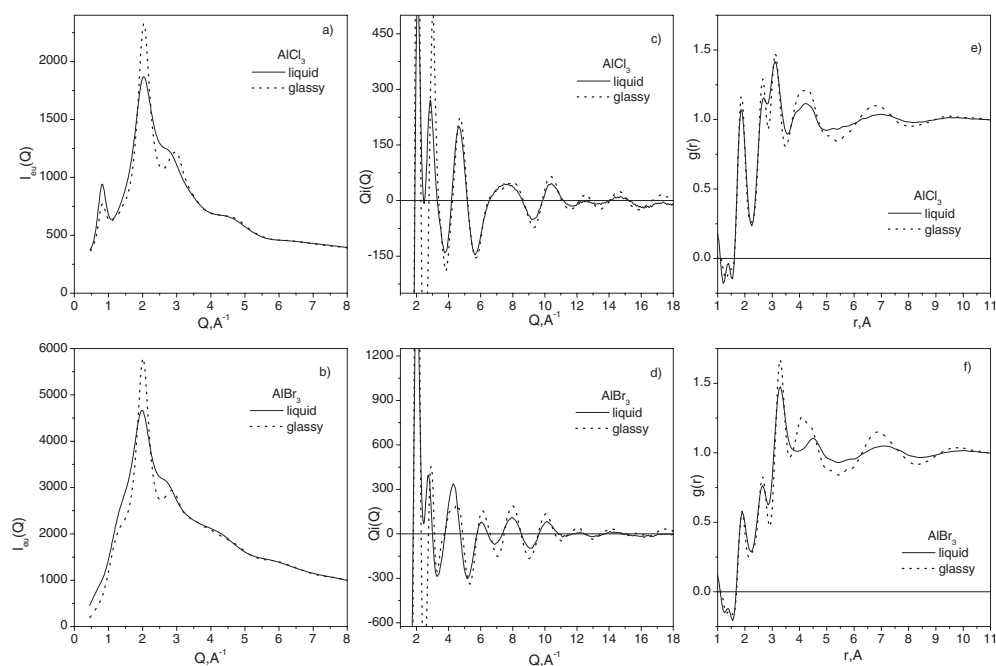 a)
AlCl3
liquid
glassy
2000
1500
1000
500
0
0 1 2 3 4 5 6 7 8
Ieu(Q)
Q,A-1
c)
AlCl3
liquid
glassy
450
300
150
0
-150
2 4 6 8 10 12 14 16 18
Qi(Q)
Q,A-1
e)
1.5
1.0
0.5
0.0
AlCl3
liquid
glassy
1 2 3 4 5 6 7 8 9 10 11
g(r)
r,A
b)
AlBr3
liquid
glassy
6000
5000
4000
3000
2000
1000
0
0 1 2 3 4 5 6 7 8
Ieu(Q)
Q,A-1
d)
AlBr3
liquid
glassy
1200
900
600
300
0
-300
-600
2 4 6 8 10 12 14 16 18
Qi(Q)
Q,A-1
f)
1.5
1.0
0.5
0.0
AlBr3
liquid
glassy
1 2 3 4 5 6 7 8 9 10 11
g(r)
r,A